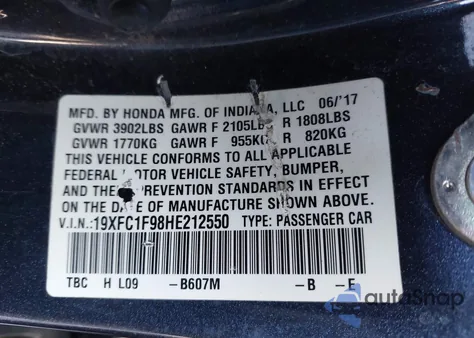 MFD. BY HONDA MFG. OF INDIANA, LLC 06/'17
GVWR 3902LBS GAWR F 2105LBS R 1808LBS
GVWR 1770KG GAWR F 955KG R 820KG
THIS VEHICLE CONFORMS TO ALL APPLICABLE
FEDERAL MOTOR VEHICLE SAFETY, BUMPER,
AND PREVENTION STANDARDS IN EFFECT
ON THE DATE OF MANUFACTURE SHOWN ABOVE.
V.I.N.: 19XFC1F98HE212550 TYPE: PASSENGER CAR
TBC H L09 -B607M -B -E
autoSnap